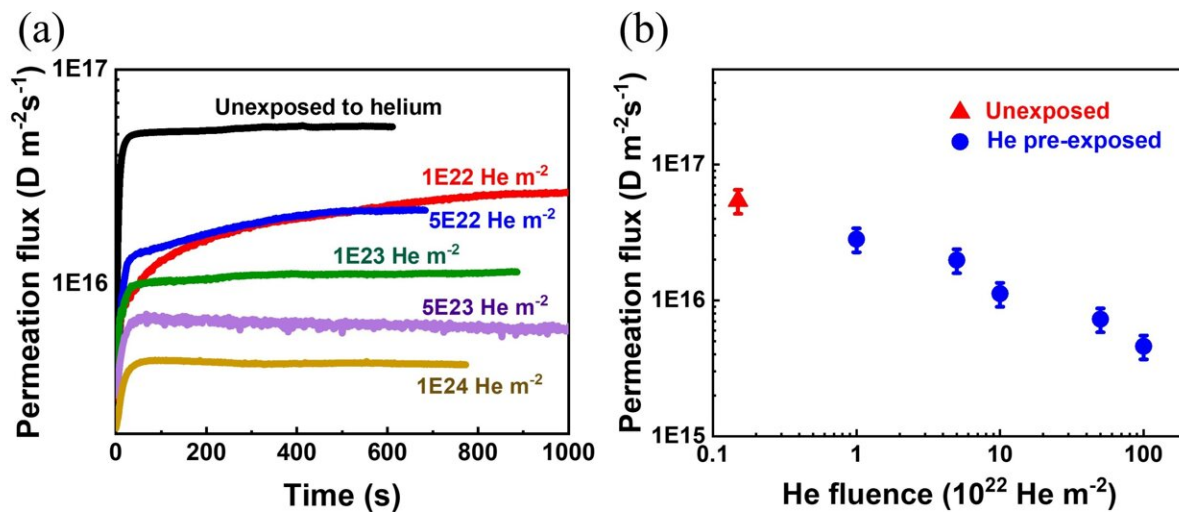 (a)
Permeation flux (D m⁻²s⁻¹)
1E17
1E16
Unexposed to helium
1E22 He m⁻²
5E22 He m⁻²
1E23 He m⁻²
5E23 He m⁻²
1E24 He m⁻²
0 200 400 600 800 1000
Time (s)
(b)
Permeation flux (D m⁻²s⁻¹)
1E18
1E17
1E16
1E15
Unexposed
He pre-exposed
0.1 1 10 100
He fluence (10²² He m⁻²)